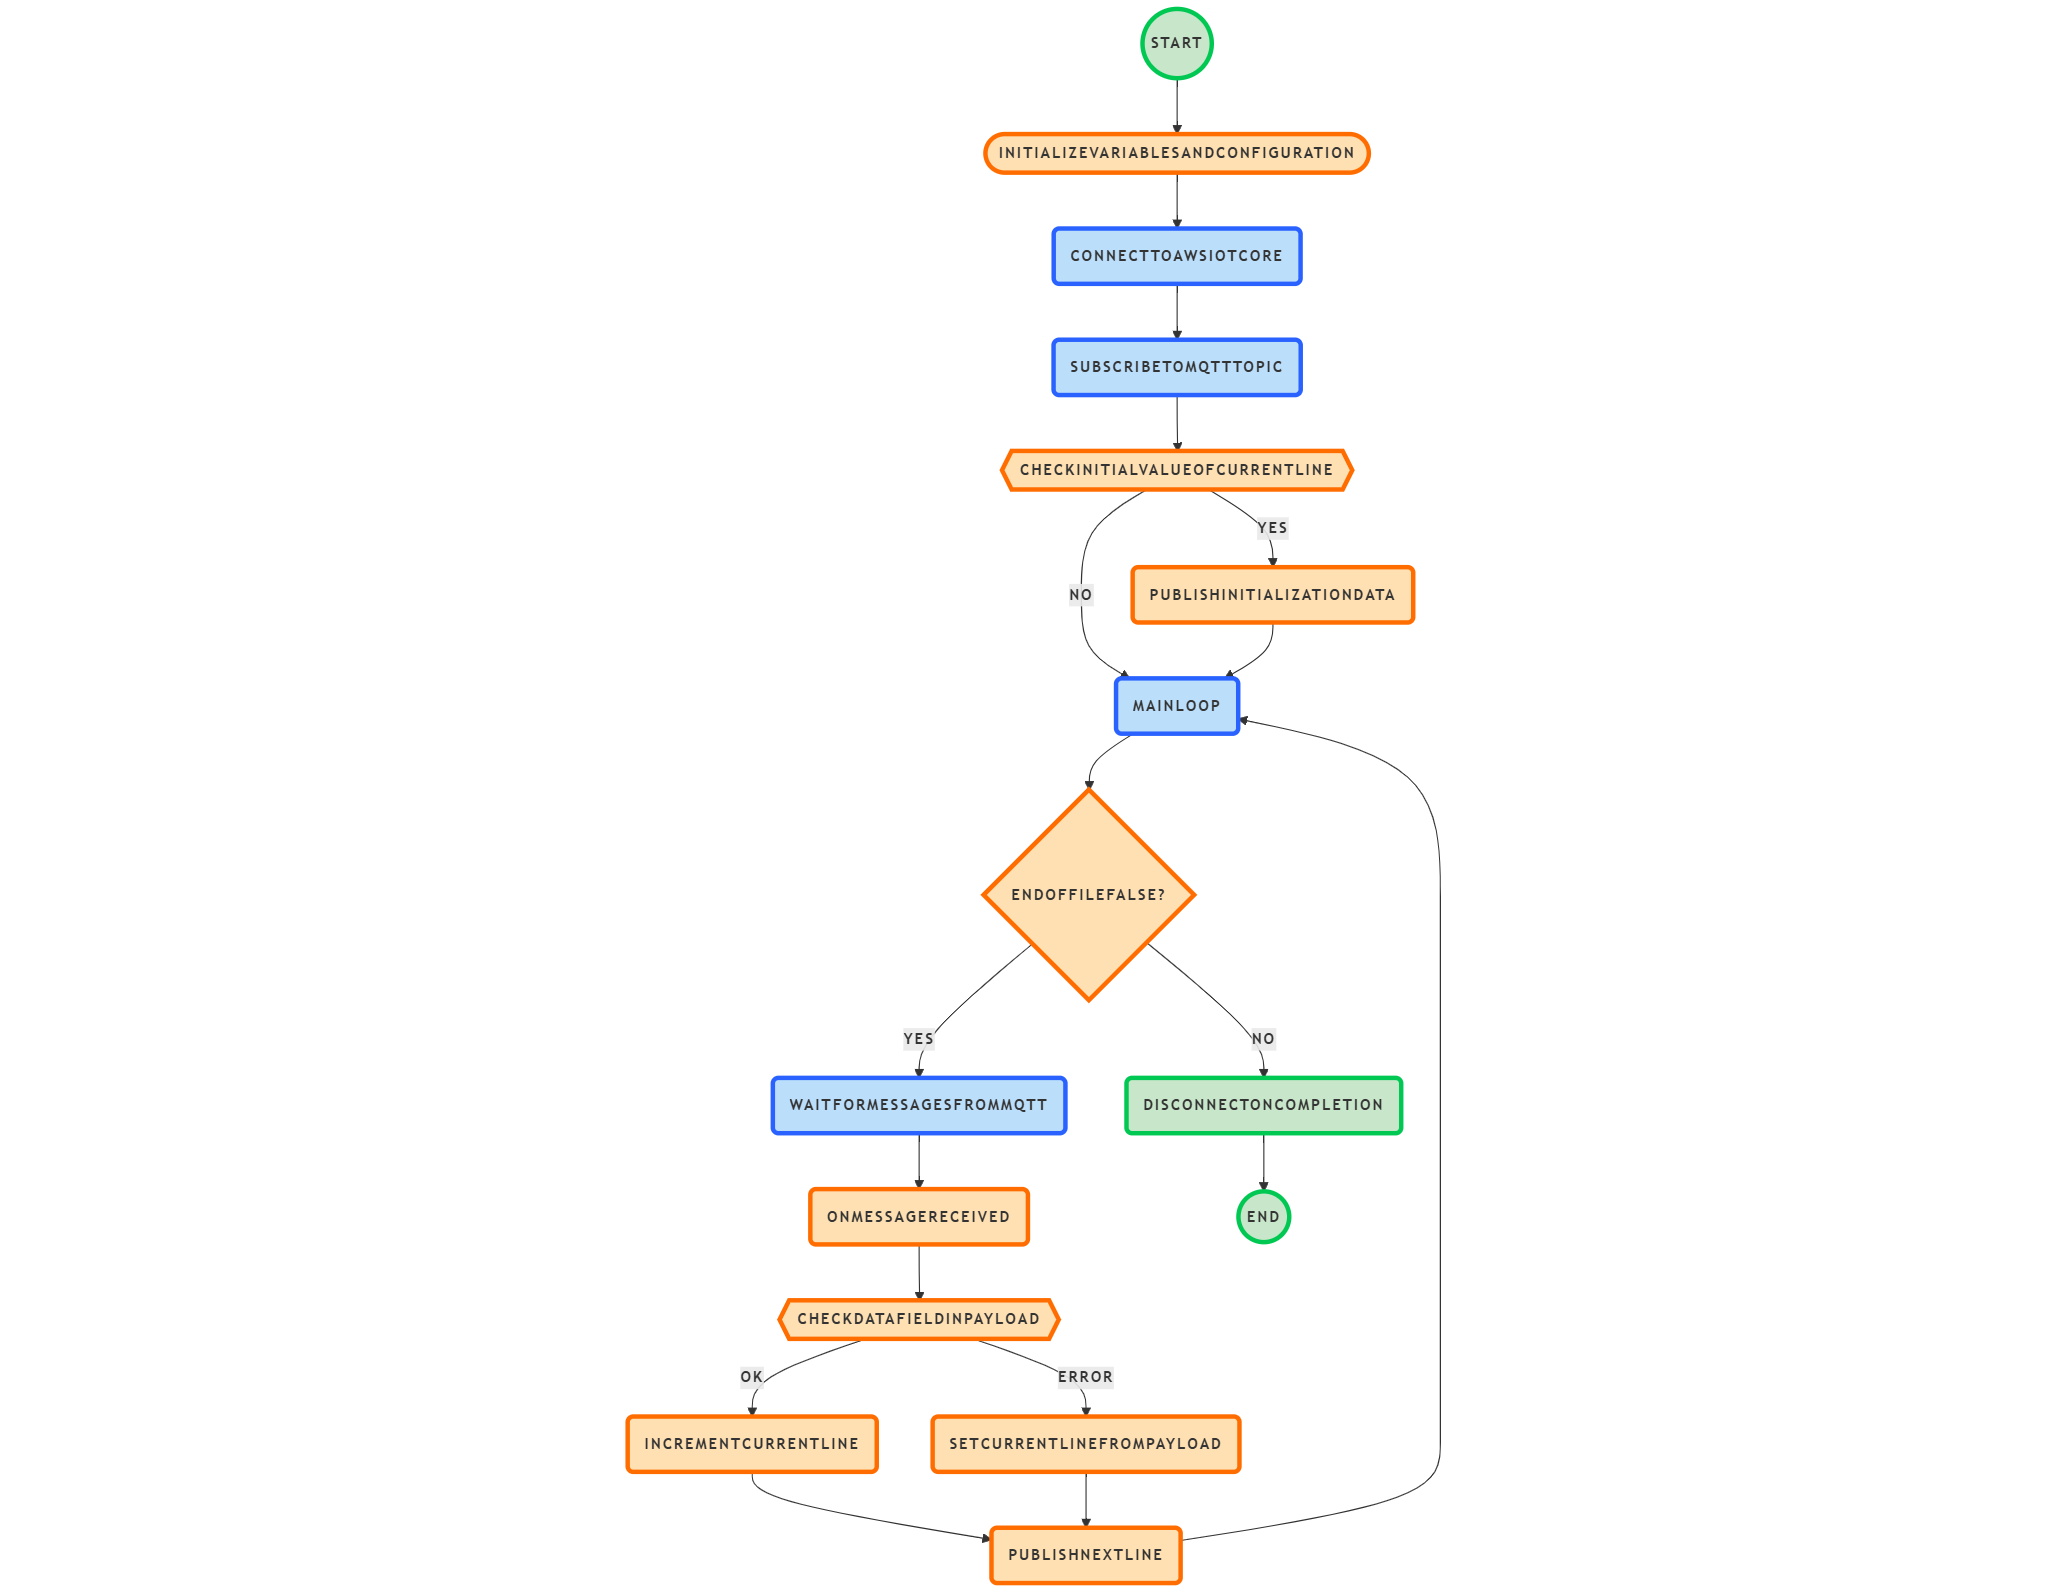 START
INITIALIZEVARIABLESANDCONFIGURATION
CONNECTTOAWSIOTCORE
SUBSCRIBETOMQTTTOPIC
CHECKINITIALVALUEOFCURRENTLINE
YES
NO
PUBLISHINITIALIZATIONDATA
MAINLOOP
ENDOFFILEFALSE?
YES
NO
WAITFORMESSAGESFROMMQTT
DISCONNECTONCOMPLETION
ONMESSAGERECEIVED
END
CHECKDATAFIELDINPAYLOAD
OK
ERROR
INCREMENTCURRENTLINE
SETCURRENTLINEFROMPAYLOAD
PUBLISHNEXTLINE